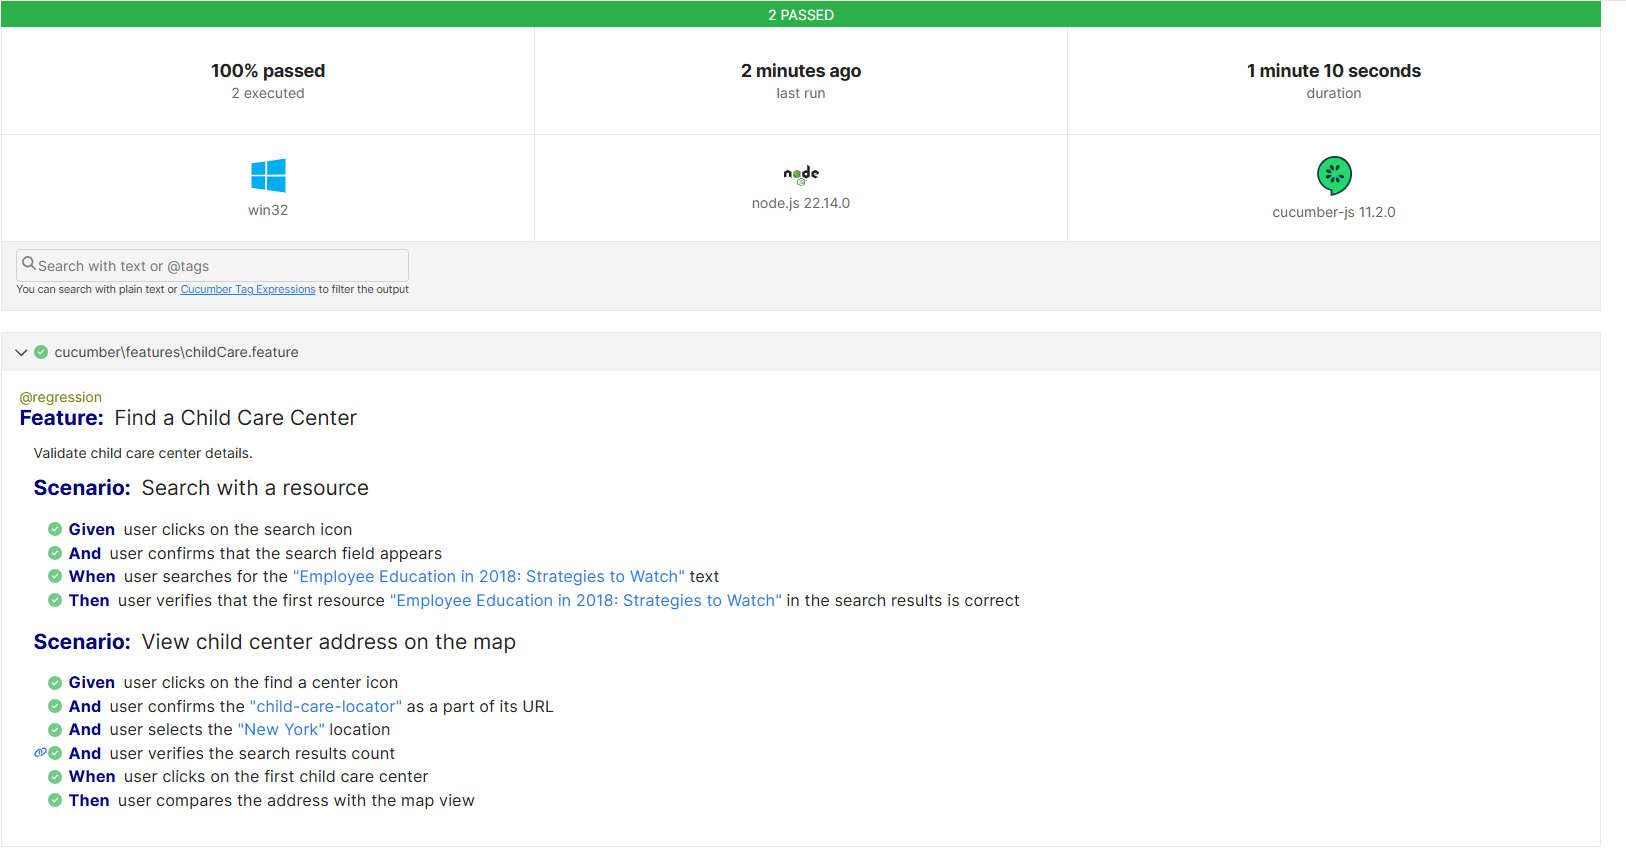 2 PASSED
100% passed
2 executed
2 minutes ago
last run
1 minute 10 seconds
duration
win32
node
node.js 22.14.0
cucumber-js 11.2.0
Search with text or @tags
You can search with plain text or Cucumber Tag Expressions to filter the output
cucumber\features\childCare.feature
@regression
Feature: Find a Child Care Center
Validate child care center details.
Scenario: Search with a resource
Given user clicks on the search icon
And user confirms that the search field appears
When user searches for the "Employee Education in 2018: Strategies to Watch" text
Then user verifies that the first resource "Employee Education in 2018: Strategies to Watch" in the search results is correct
Scenario: View child center address on the map
Given user clicks on the find a center icon
And user confirms the "child-care-locator" as a part of its URL
And user selects the "New York" location
And user verifies the search results count
When user clicks on the first child care center
Then user compares the address with the map view